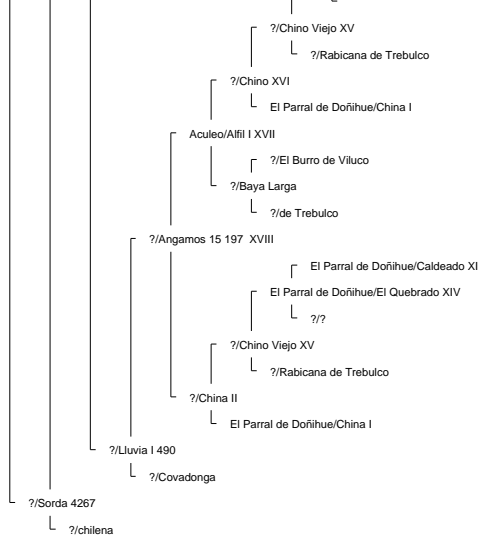 ?/Chino Viejo XV
?/Rabicana de Trebulco
?/Chino XVI
El Parral de Doñihue/China I
Aculeo/Alfil I XVII
?/El Burro de Viluco
?/Baya Larga
?/de Trebulco
?/Angamos 15 197 XVIII
El Parral de Doñihue/Caldeado XI
El Parral de Doñihue/El Quebrado XIV
?/?
?/Chino Viejo XV
?/Rabicana de Trebulco
?/China II
El Parral de Doñihue/China I
?/Lluvia I 490
?/Covadonga
?/Sorda 4267
?/chilena